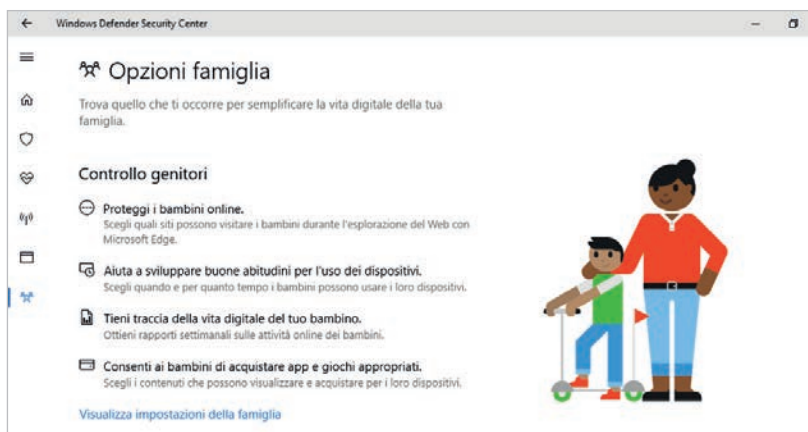 Windows Defender Security Center
Opzioni famiglia
Trova quello che ti occorre per semplificare la vita digitale della tua
famiglia.
Controllo genitori
Proteggi i bambini online.
Scegli quali siti possono visitare i bambini durante l'esplorazione del Web con
Microsoft Edge.
Aiuta a sviluppare buone abitudini per l'uso dei dispositivi.
Scegli quando e per quanto tempo i bambini possono usare i loro dispositivi.
Tieni traccia della vita digitale del tuo bambino.
Ottieni rapporti settimanali sulle attività online dei bambini.
Consenti ai bambini di acquistare app e giochi appropriati.
Scegli i contenuti che possono visualizzare e acquistare per i loro dispositivi.
Visualizza impostazioni della famiglia